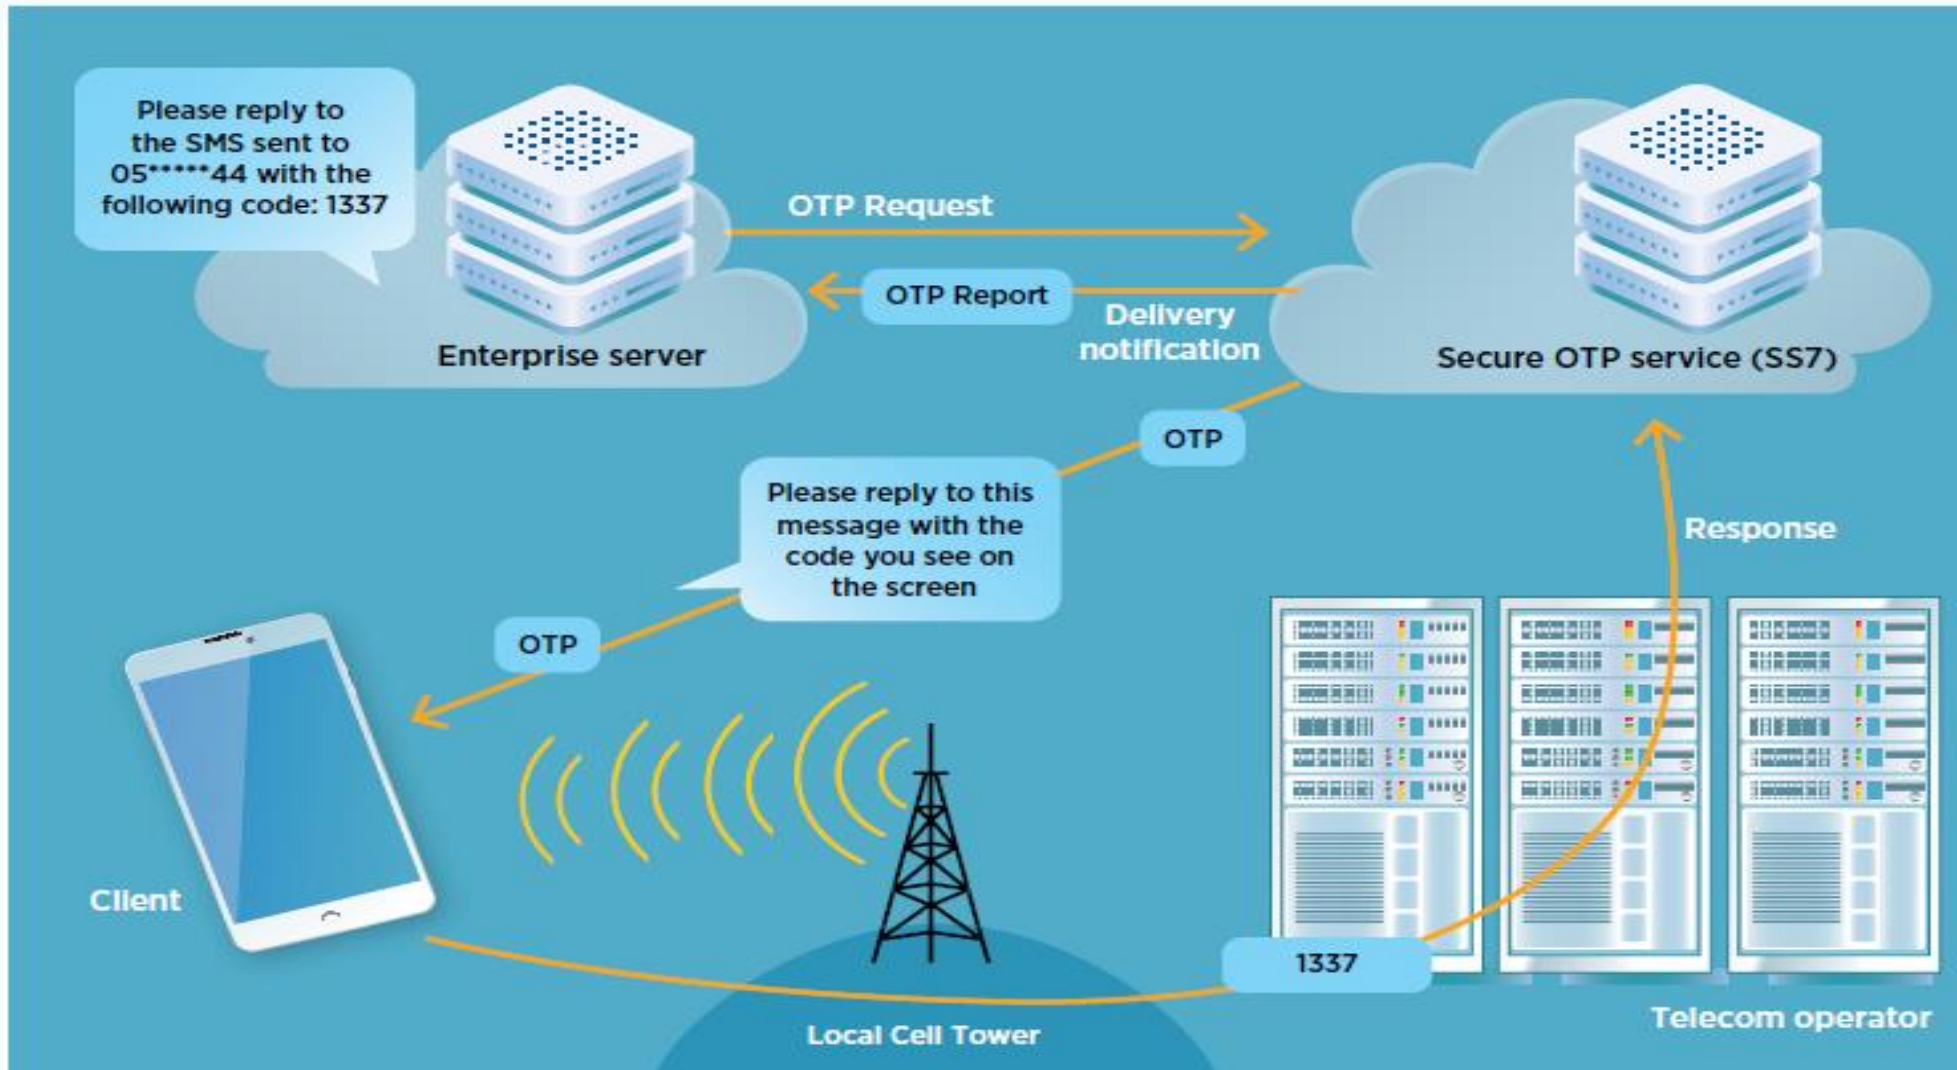 Please reply to
the SMS sent to
05*****44 with the
following code: 1337
OTP Request
OTP Report
Delivery
notification
Enterprise server
Secure OTP service (SS7)
OTP
Please reply to this
message with the
code you see on
the screen
Response
OTP
Client
1337
Local Cell Tower
Telecom operator